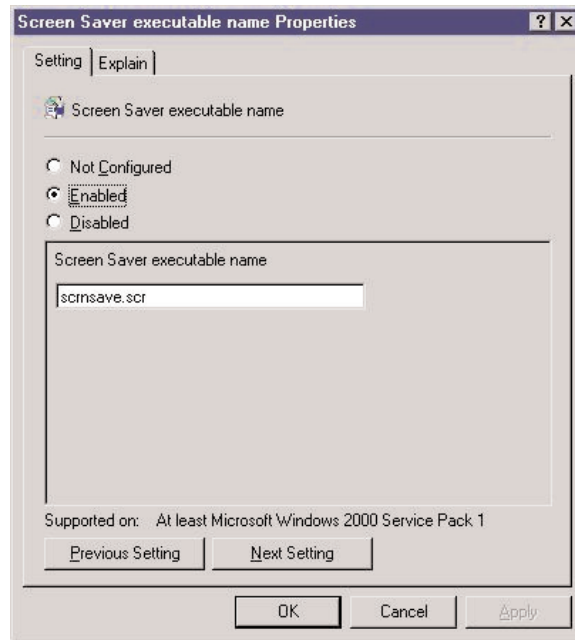 Screen Saver executable name Properties
Setting
Explain
Screen Saver executable name
Not Configured
Enabled
Disabled
Screen Saver executable name
scrnsave.scr
Supported on: At least Microsoft Windows 2000 Service Pack 1
Previous Setting
Next Setting
OK
Cancel
Apply